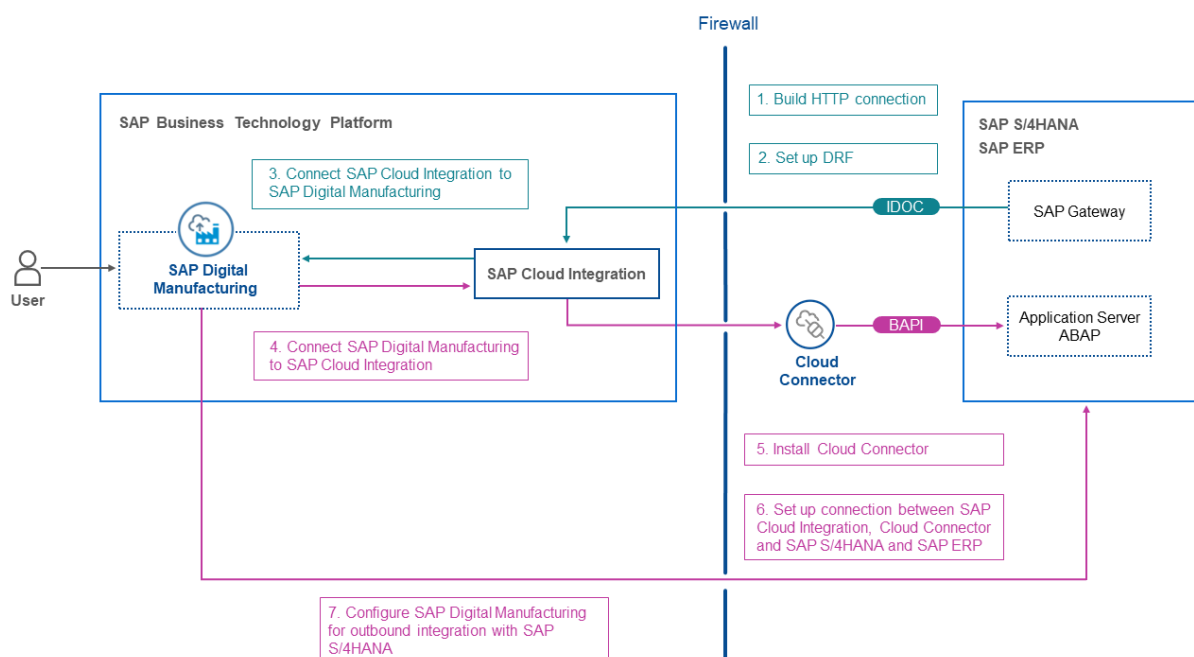 Firewall
1. Build HTTP connection
SAP Business Technology Platform
SAP S/4HANA
SAP ERP
2. Set up DRF
3. Connect SAP Cloud Integration to
SAP Digital Manufacturing
IDOC
SAP Gateway
SAP Digital
Manufacturing
SAP Cloud Integration
User
BAPI
Application Server
ABAP
4. Connect SAP Digital Manufacturing
to SAP Cloud Integration
Cloud
Connector
5. Install Cloud Connector
6. Set up connection between SAP
Cloud Integration, Cloud Connector
and SAP S/4HANA and SAP ERP
7. Configure SAP Digital Manufacturing
for outbound integration with SAP
S/4HANA